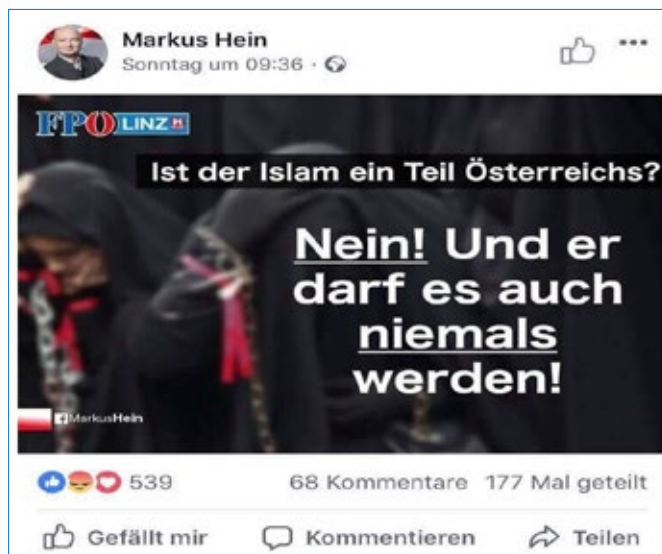 Markus Hein
Sonntag um 09:36 ·
FPÖ LINZ
Ist der Islam ein Teil Österreichs?
Nein! Und er
darf es auch
niemals
werden!
MarkusHein
539 68 Kommentare 177 Mal geteilt
Gefällt mir Kommentieren Teilen